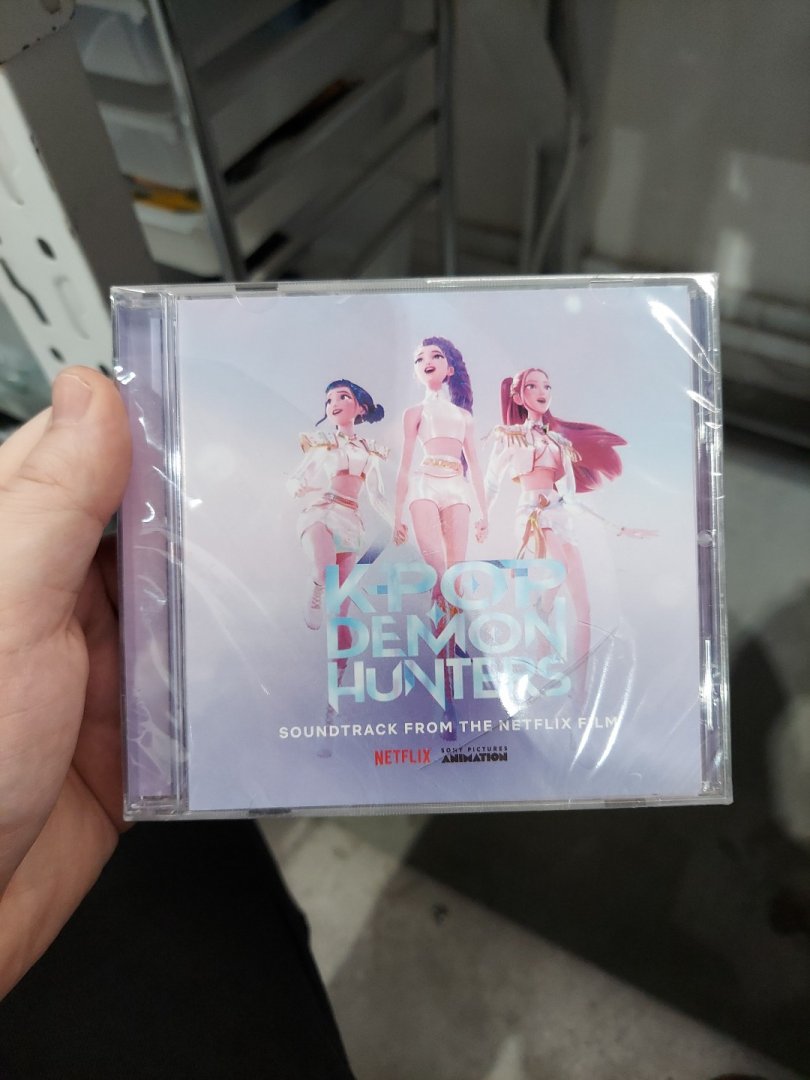 K-POP
DEMON
HUNTERS
SOUNDTRACK FROM THE NETFLIX FILM
NETFLIX
SONY PICTURES
ANIMATION